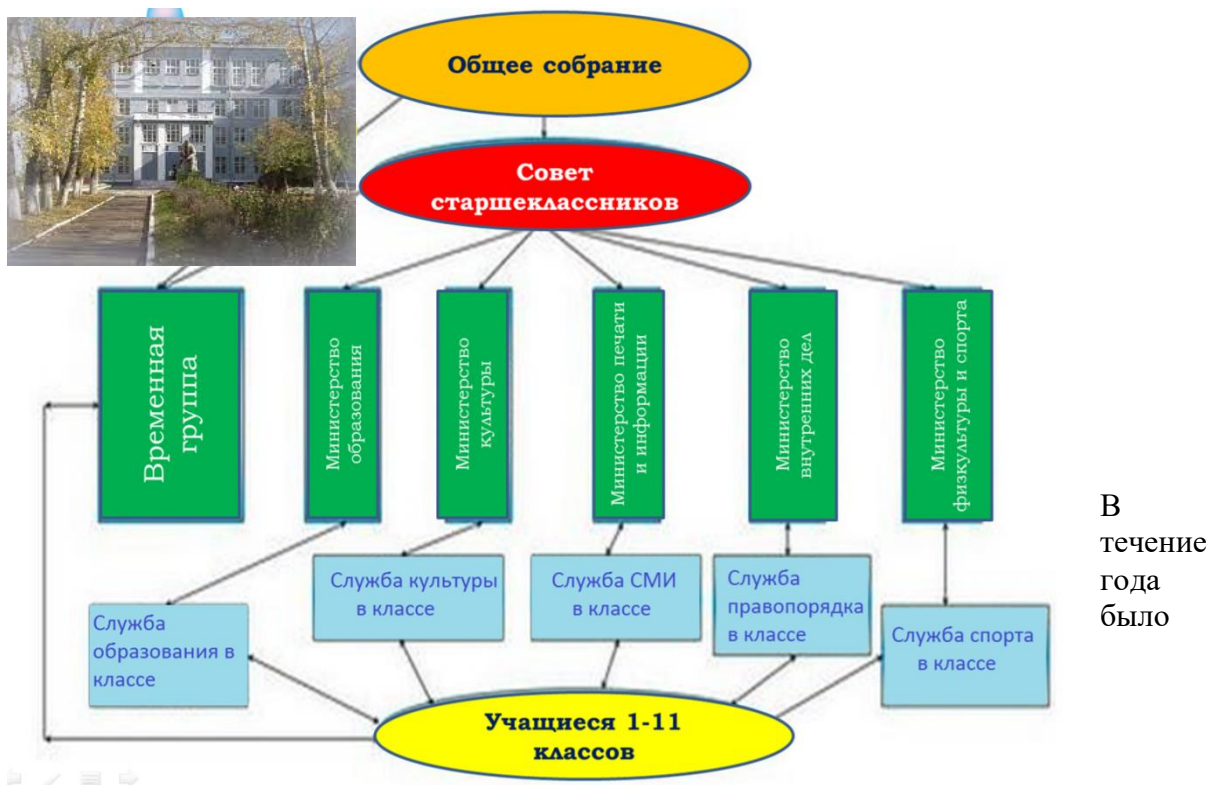 Общее собрание
Совет
старшеклассников
Временная
группа
Министерство
образования
Министерство
культуры
Министерство печати
и информации
Министерство
внутренних дел
Министерство
физкультуры и спорта
Служба
образования в
классе
Служба культуры
в классе
Служба СМИ
в классе
Служба
правопорядка
в классе
Служба спорта
в классе
Учащиеся 1-11
классов
В
течение
года
было